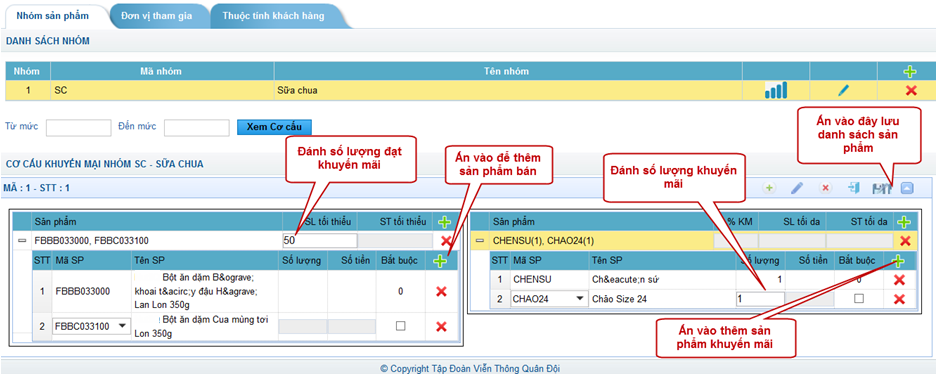 Nhóm sản phẩm Đơn vị tham gia Thuộc tính khách hàng
DANH SÁCH NHÓM
Nhóm Mã nhóm Tên nhóm
1 SC Sữa chua
Từ mức Đến mức Xem Cơ cấu
Ấn vào đây lưu
danh sách sản
phẩm
Đánh số lượng đạt
khuyến mãi
Ấn vào để thêm
sản phẩm bán
Đánh số lượng khuyến
mãi
CƠ CẤU KHUYẾN MẠI NHÓM SC - SỮA CHUA
MÃ : 1 - STT : 1
Sản phẩm SL tối thiểu ST tối thiểu
FBBB033000, FBBC033100 50
STT Mã SP Tên SP Số lượng Số tiền Bắt buộc
1 FBBB033000 Bột ăn dặm B&ograve;
khoai t&acirc;y đậu H&agrave;
Lan Lon 350g 0
2 FBBC033100 Bột ăn dặm Cua mùng tơi
Lon 350g
Sản phẩm % KM SL tối đa ST tối đa
CHENSU(1), CHAO24(1)
STT Mã SP Tên SP Số lượng Số tiền Bắt buộc
1 CHENSU Ch&eacute;n sứ 1 0
2 CHAO24 Chảo Size 24 1
Ấn vào thêm sản
phẩm khuyến mãi
© Copyright Tập Đoàn Viễn Thông Quân Đội